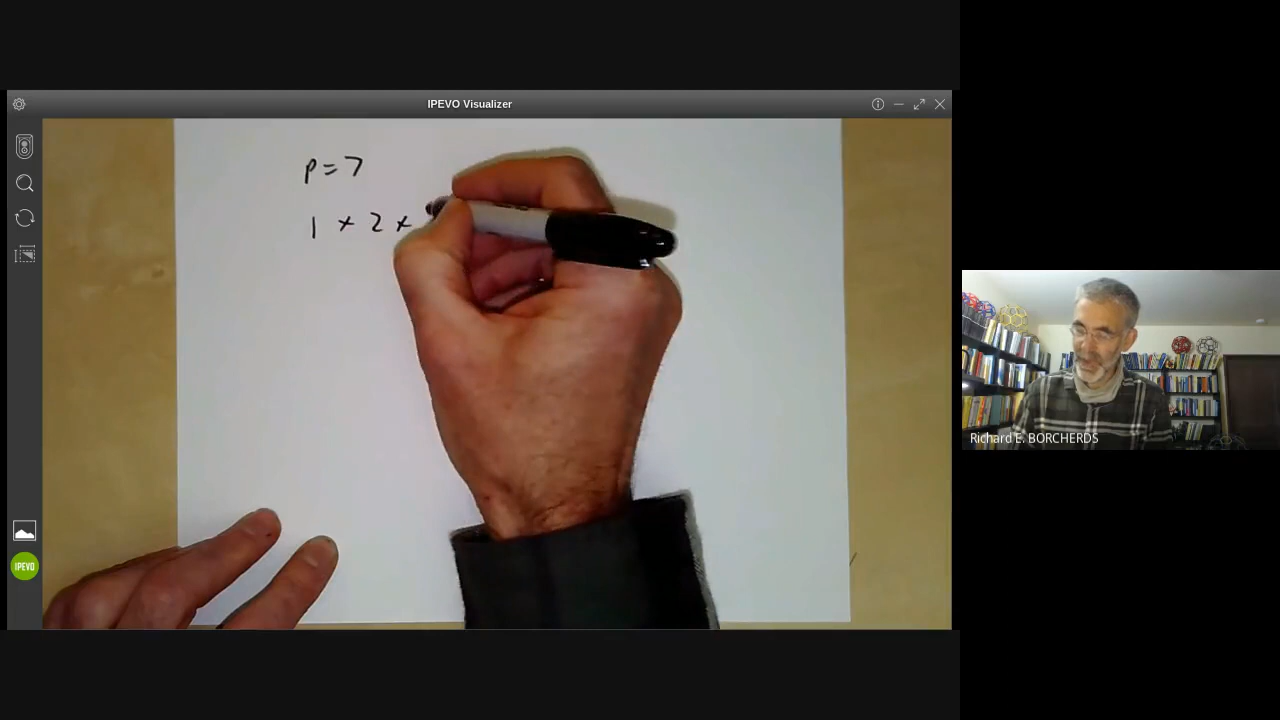 IPEVO Visualizer
p = 7
1 × 2 ×
Richard E. BORCHERDS
IPEVO